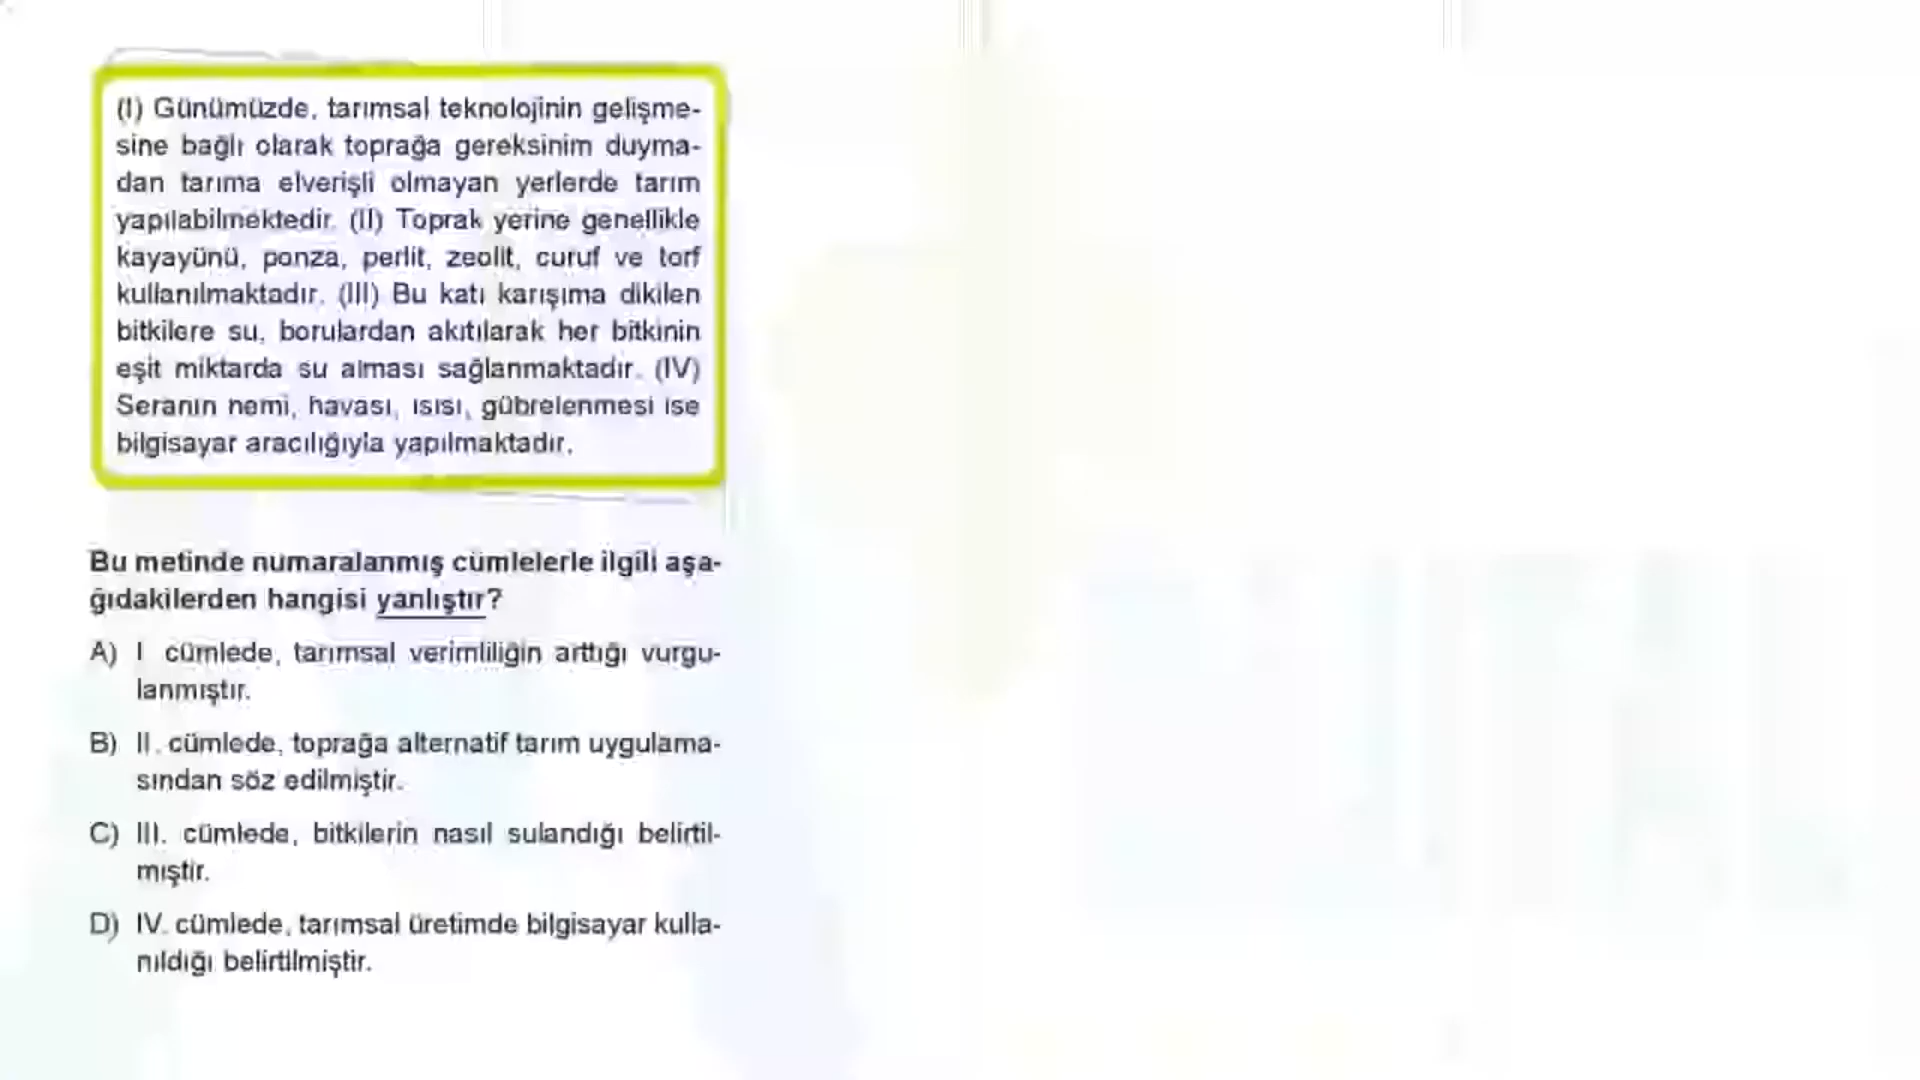 (I) Günümüzde, tarımsal teknolojinin gelişme-
sine bağlı olarak toprağa gereksinim duyma-
dan tarıma elverişli olmayan yerlerde tarım
yapılabilmektedir. (II) Toprak yerine genellikle
kayayünü, ponza, perlit, zeolit, curuf ve torf
kullanılmaktadır. (III) Bu katı karışıma dikilen
bitkilere su, borulardan akıtılarak her bitkinin
eşit miktarda su alması sağlanmaktadır. (IV)
Seranın nemi, havası, ısısı, gübrelenmesi ise
bilgisayar aracılığıyla yapılmaktadır.
Bu metinde numaralanmış cümlelerle ilgili aşa-
ğıdakilerden hangisi yanlıştır?
A) I cümlede, tarımsal verimliliğin arttığı vurgu-
lanmıştır.
B) II. cümlede, toprağa alternatif tarım uygulama-
sından söz edilmiştir.
C) III. cümlede, bitkilerin nasıl sulandığı belirtil-
miştir.
D) IV. cümlede, tarımsal üretimde bilgisayar kulla-
nıldığı belirtilmiştir.